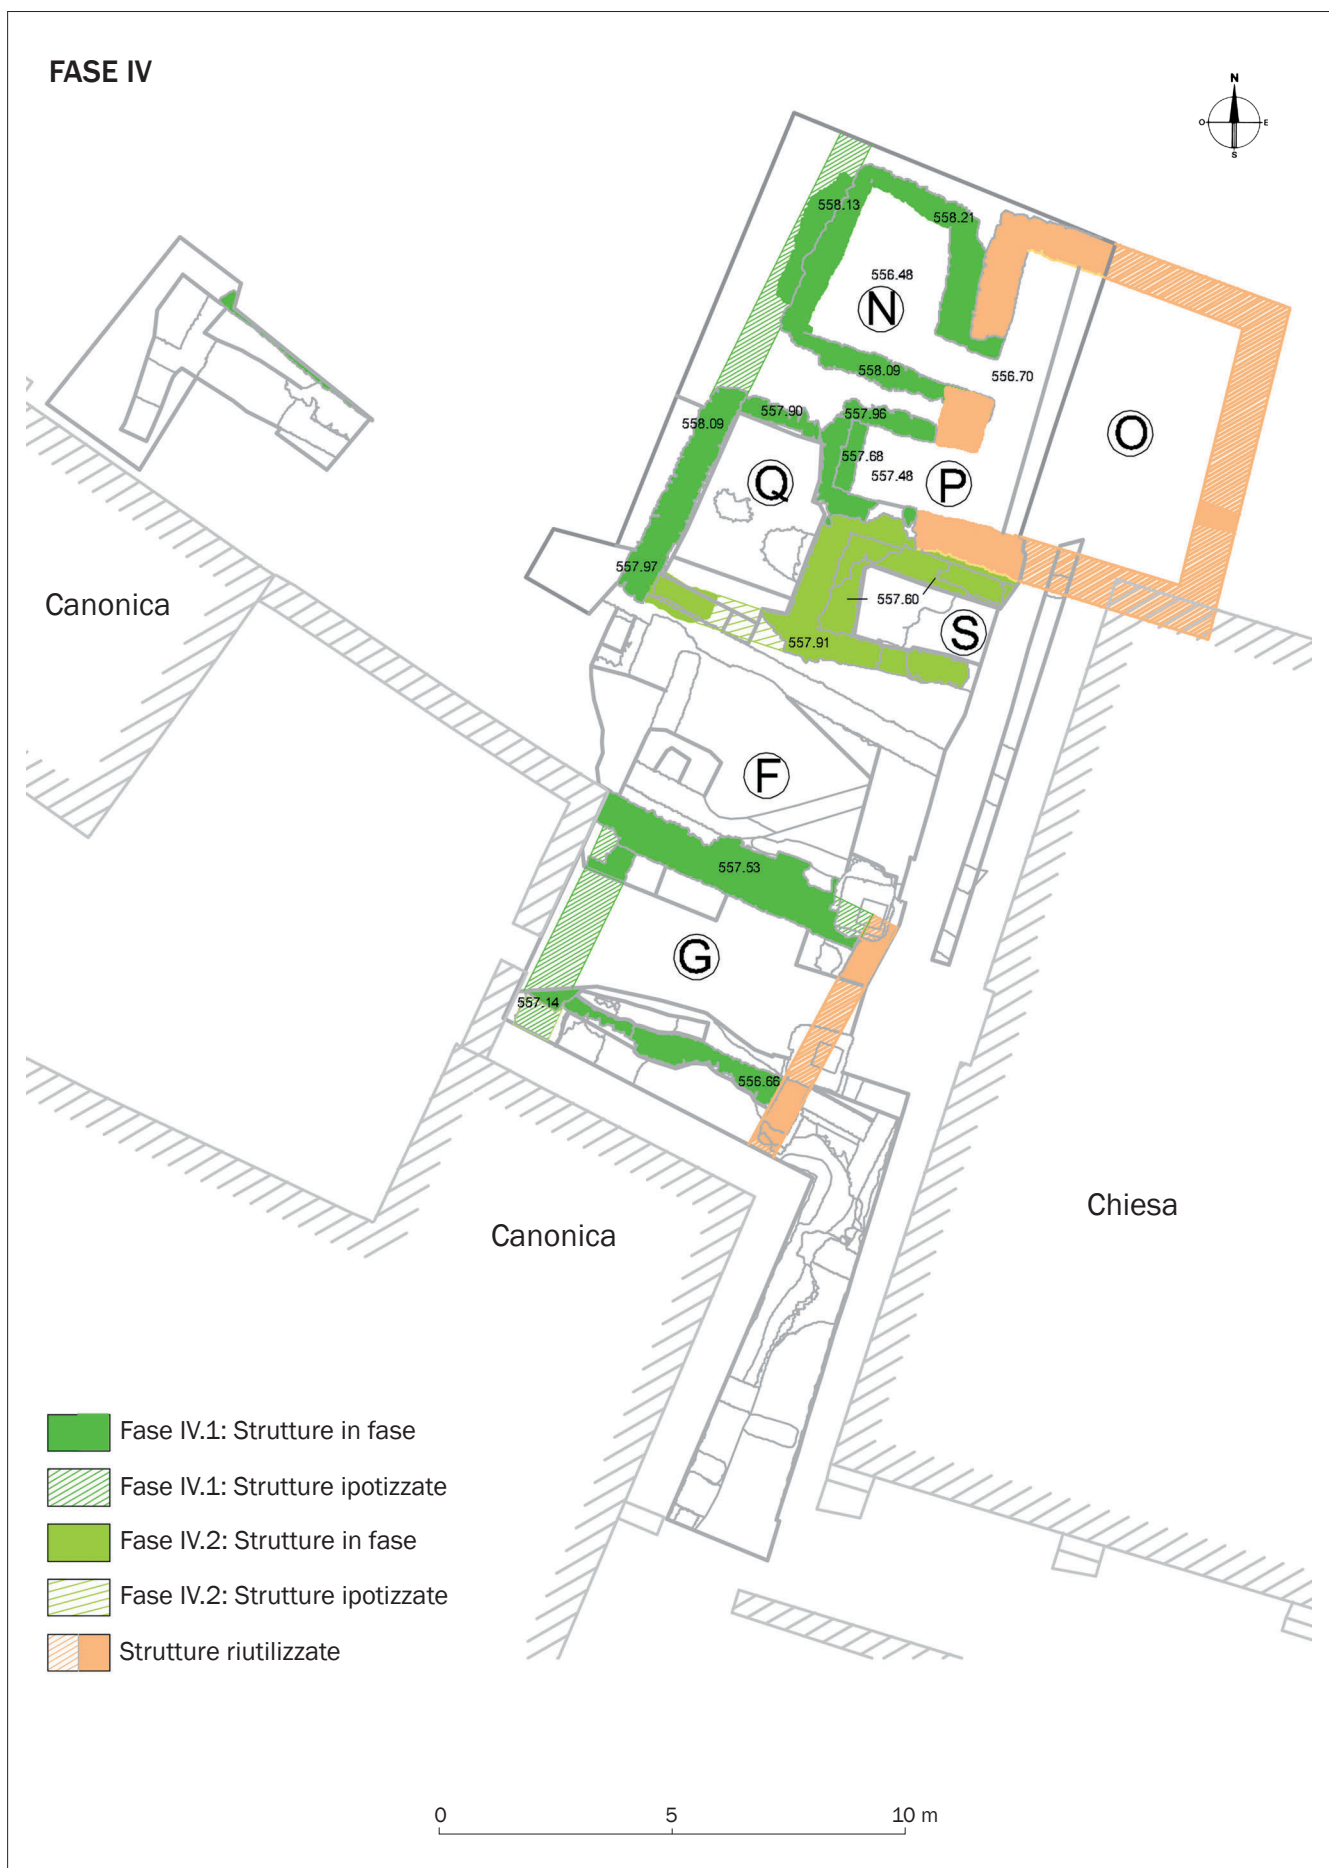 FASE IV
N
O
E
S
558.13
558.21
556.48
N
558.09
556.70
558.09
557.90
557.96
O
557.68
557.48
Q
P
557.97
557.60
Canonica
S
557.91
F
557.53
G
557.14
556.66
Canonica
Chiesa
Fase IV.1: Strutture in fase
Fase IV.1: Strutture ipotizzate
Fase IV.2: Strutture in fase
Fase IV.2: Strutture ipotizzate
Strutture riutilizzate
0 5 10 m